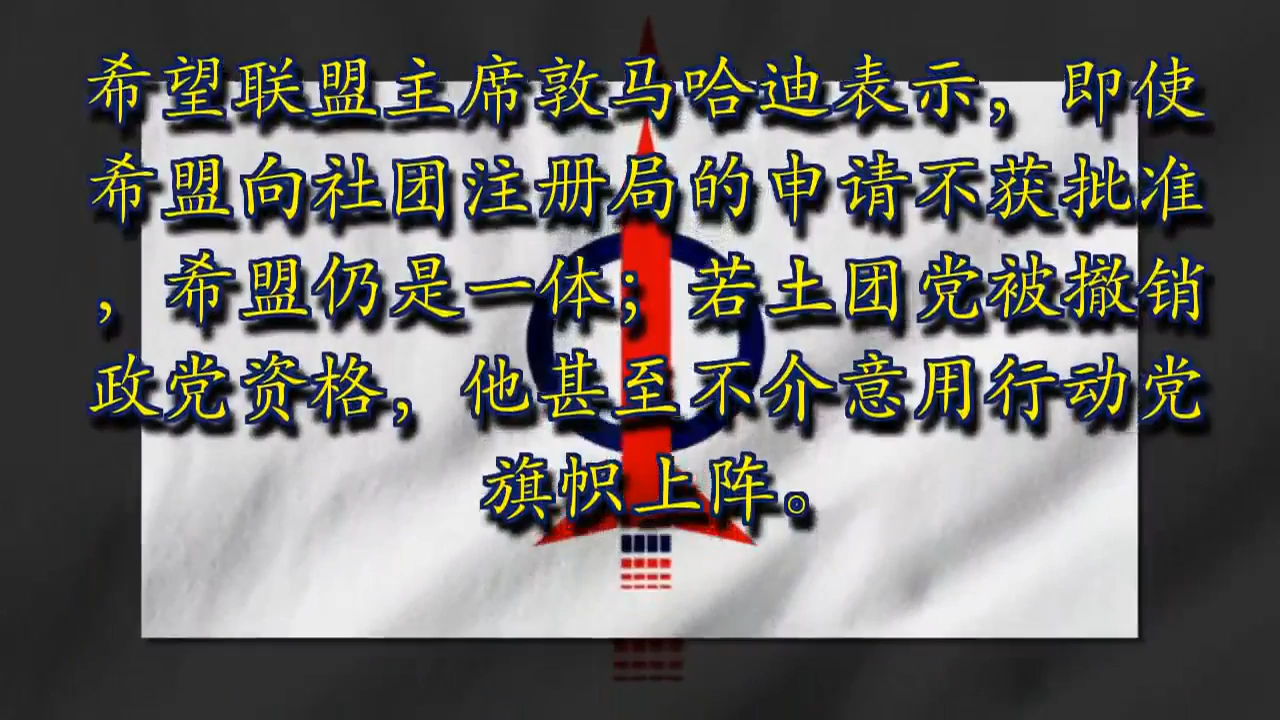 希望联盟主席敦马哈迪表示，即使
希盟向社团注册局的申请不获批准
，希盟仍是一体；若土团党被撤销
政党资格，他甚至不介意用行动党
旗帜上阵。